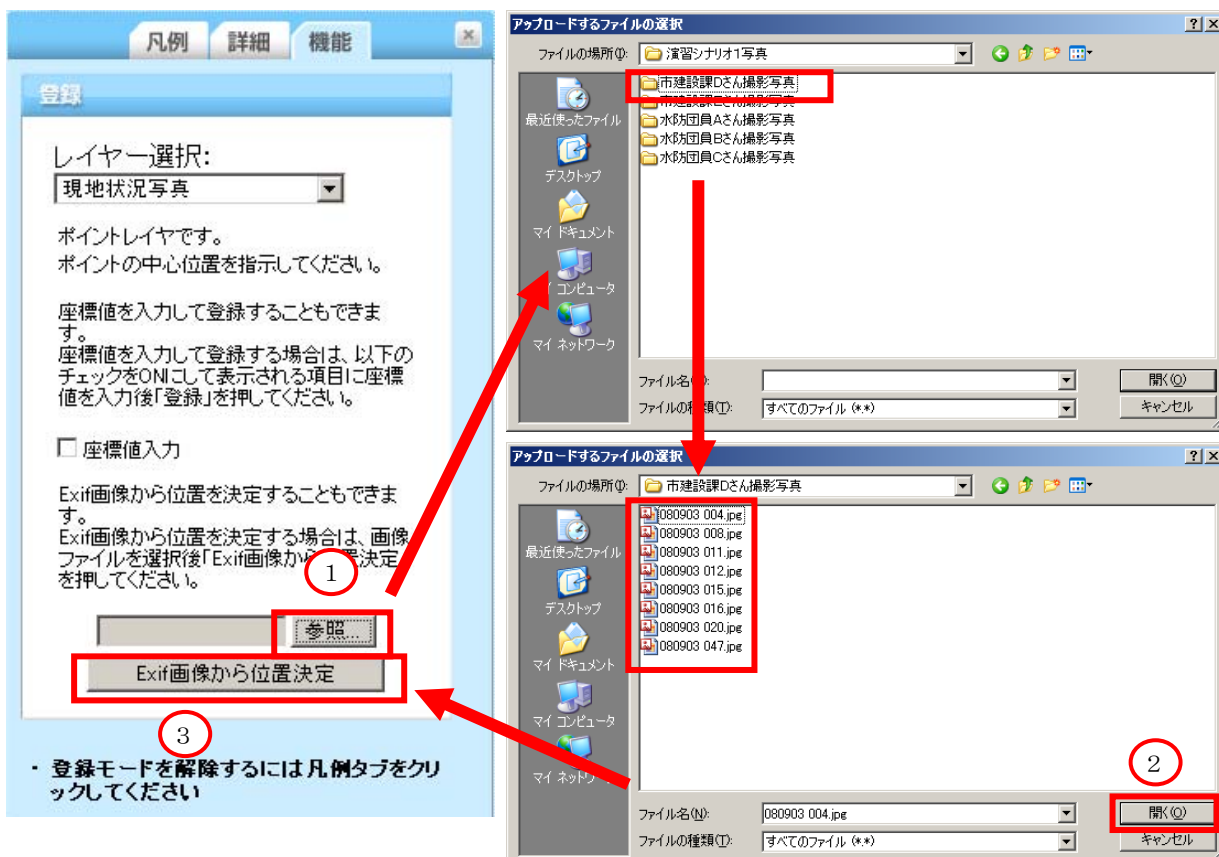 凡例 詳細 機能
登録
レイヤー選択:
現地状況写真
ポイントレイヤです。
ポイントの中心位置を指示してください。
座標値を入力して登録することもできま
す。
座標値を入力して登録する場合は、以下の
チェックをONにして表示される項目に座標
値を入力後「登録」を押してください。
座標値入力
Exif画像から位置を決定することもできま
す。
Exif画像から位置を決定する場合は、画像
ファイルを選択後「Exif画像から位置決定
を押してください。
1
参照...
Exif画像から位置決定
3
・ 登録モードを解除するには凡例タブをクリ
ックしてください
アップロードするファイルの選択
ファイルの場所(I): 演習シナリオ1写真
市建設課Dさん撮影写真
市建設課Eさん撮影写真
水防団員Aさん撮影写真
水防団員Bさん撮影写真
水防団員Cさん撮影写真
最近使ったファイル
デスクトップ
マイ ドキュメント
コンピュータ
マイ ネットワーク
ファイル名
開く(O)
ファイルの種類(T): すべてのファイル (*.*)
キャンセル
アップロードするファイルの選択
ファイルの場所(I): 市建設課Dさん撮影写真
080903 004.jpg
080903 008.jpg
080903 011.jpg
080903 012.jpg
080903 015.jpg
080903 016.jpg
080903 020.jpg
080903 047.jpg
最近使ったファイル
デスクトップ
マイ ドキュメント
マイ コンピュータ
マイ ネットワーク
2
ファイル名(N): 080903 004.jpg
開く(O)
ファイルの種類(T): すべてのファイル (*.*)
キャンセル